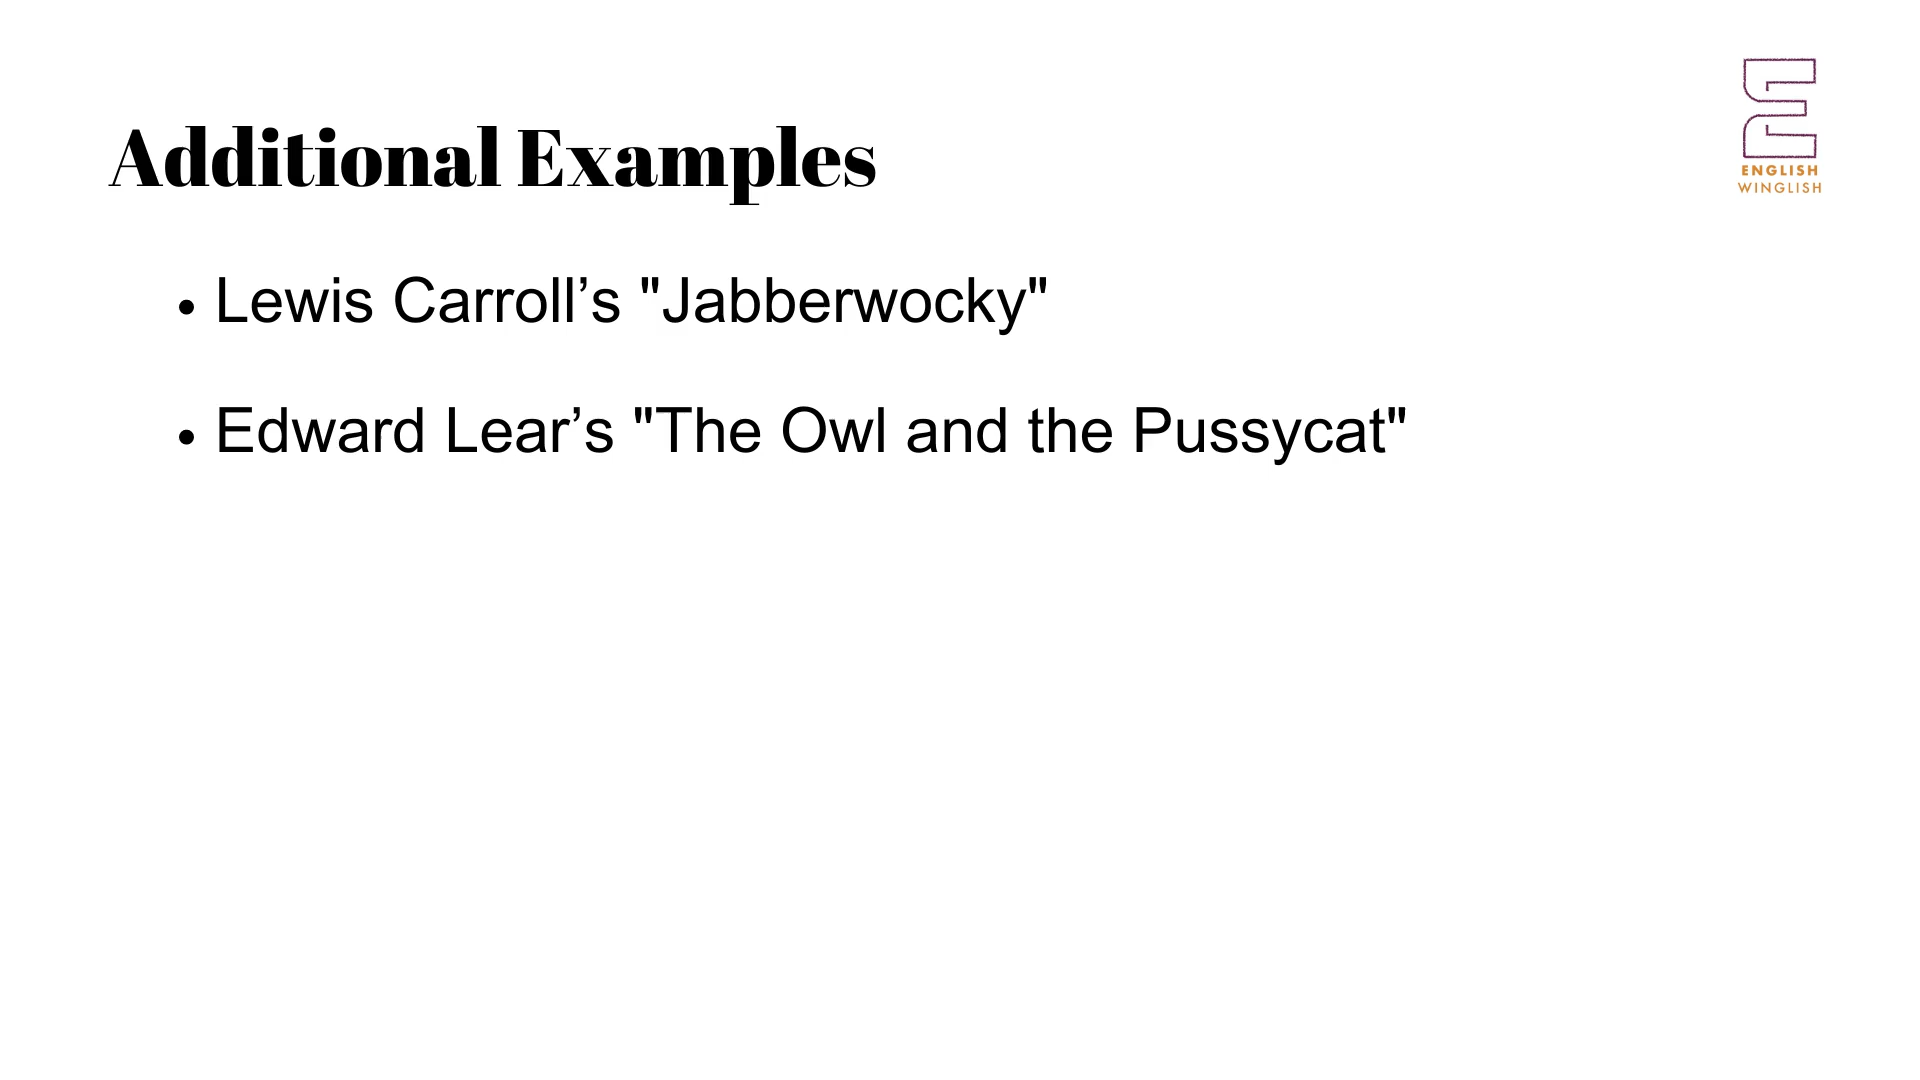 ENGLISH
WINGLISH
Additional Examples
• Lewis Carroll’s "Jabberwocky"
• Edward Lear’s "The Owl and the Pussycat"